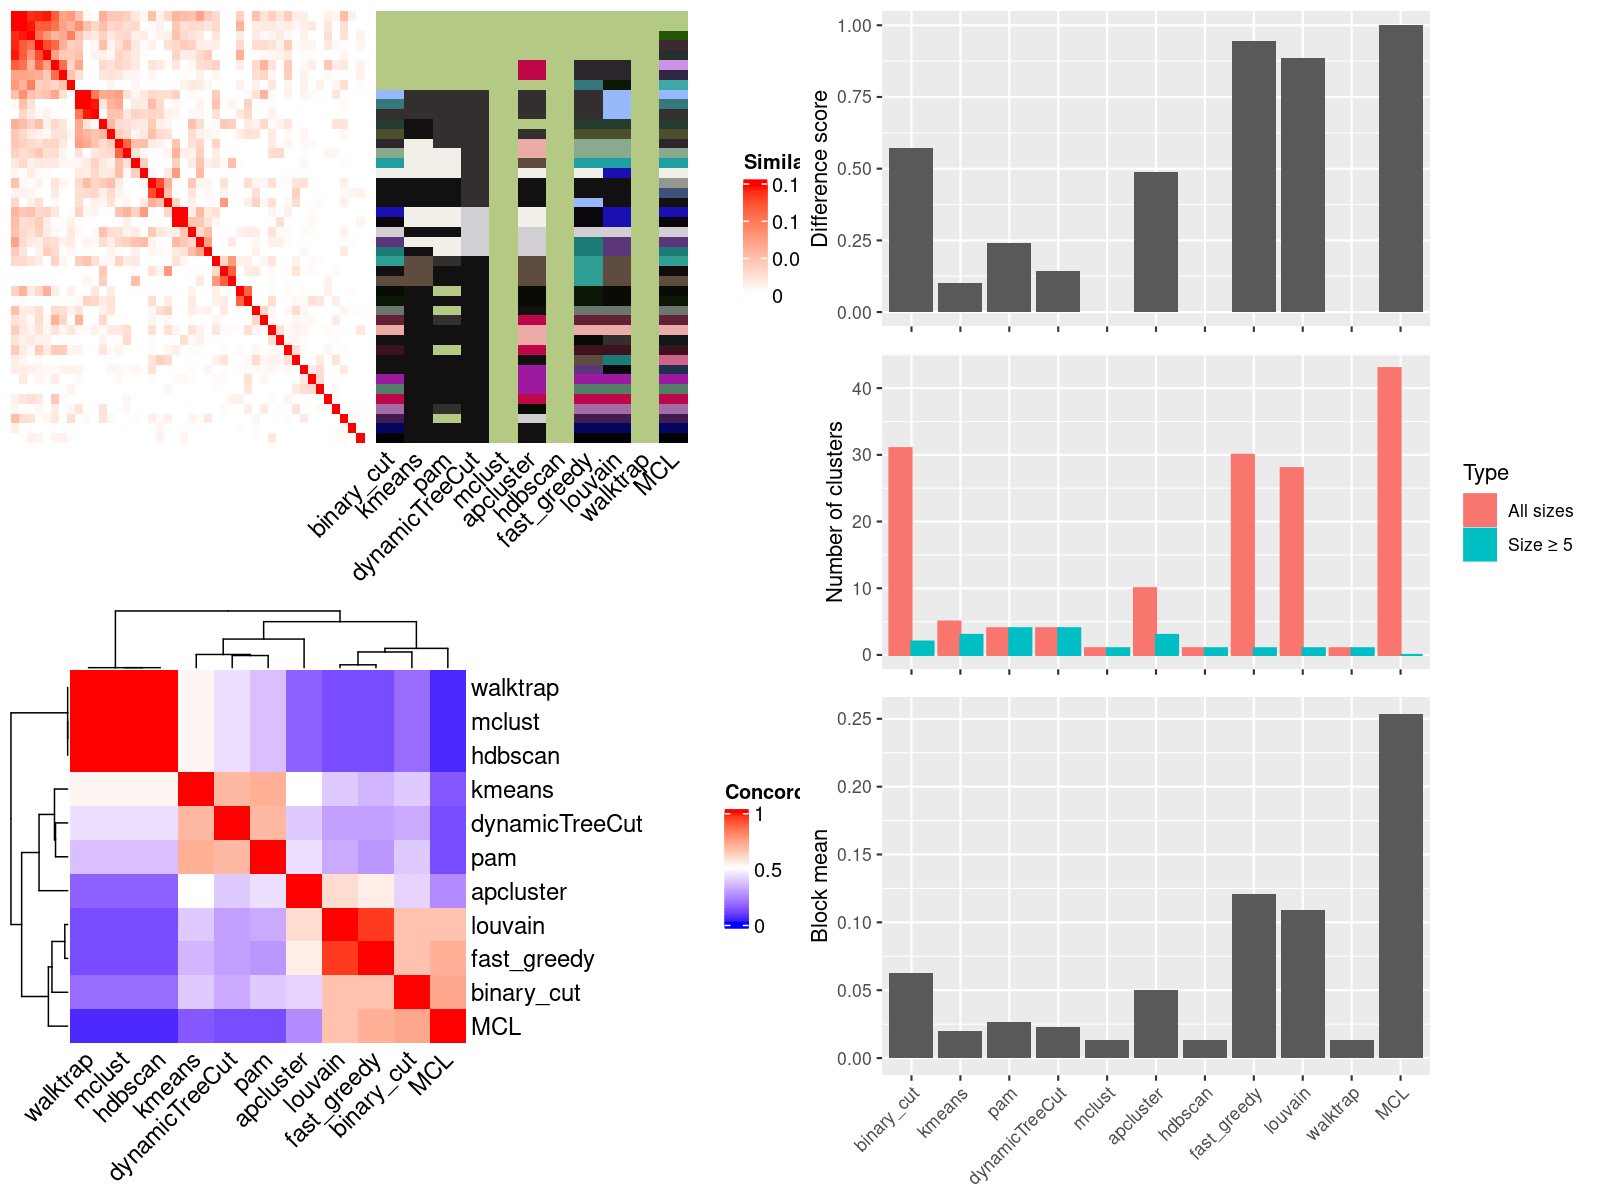 Simila
0.1
0.1
0.0
0
binary_cut
kmeans
pam
dynamicTreeCut
mclust
apcluster
hdbscan
fast_greedy
louvain
walktrap
MCL
Difference score
1.00
0.75
0.50
0.25
0.00
Number of clusters
40
30
20
10
0
Type
All sizes
Size ≥ 5
walktrap
mclust
hdbscan
kmeans
dynamicTreeCut
pam
apcluster
louvain
fast_greedy
binary_cut
MCL
walktrap
mclust
hdbscan
kmeans
dynamicTreeCut
pam
apcluster
louvain
fast_greedy
binary_cut
MCL
Concord
1
0.5
0
Block mean
0.25
0.20
0.15
0.10
0.05
0.00
binary_cut
kmeans
pam
dynamicTreeCut
mclust
apcluster
hdbscan
fast_greedy
louvain
walktrap
MCL